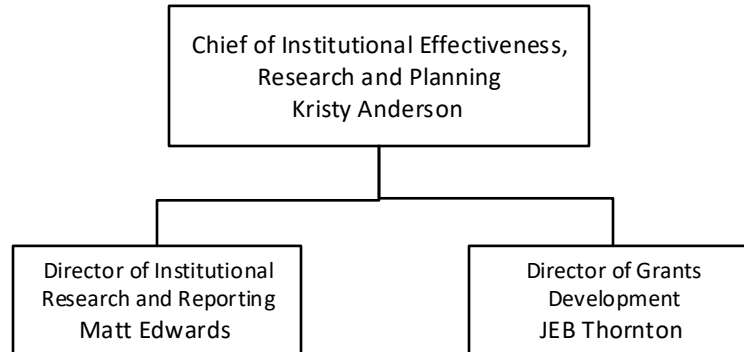 Chief of Institutional Effectiveness,
Research and Planning
Kristy Anderson
Director of Institutional
Research and Reporting
Matt Edwards
Director of Grants
Development
JEB Thornton